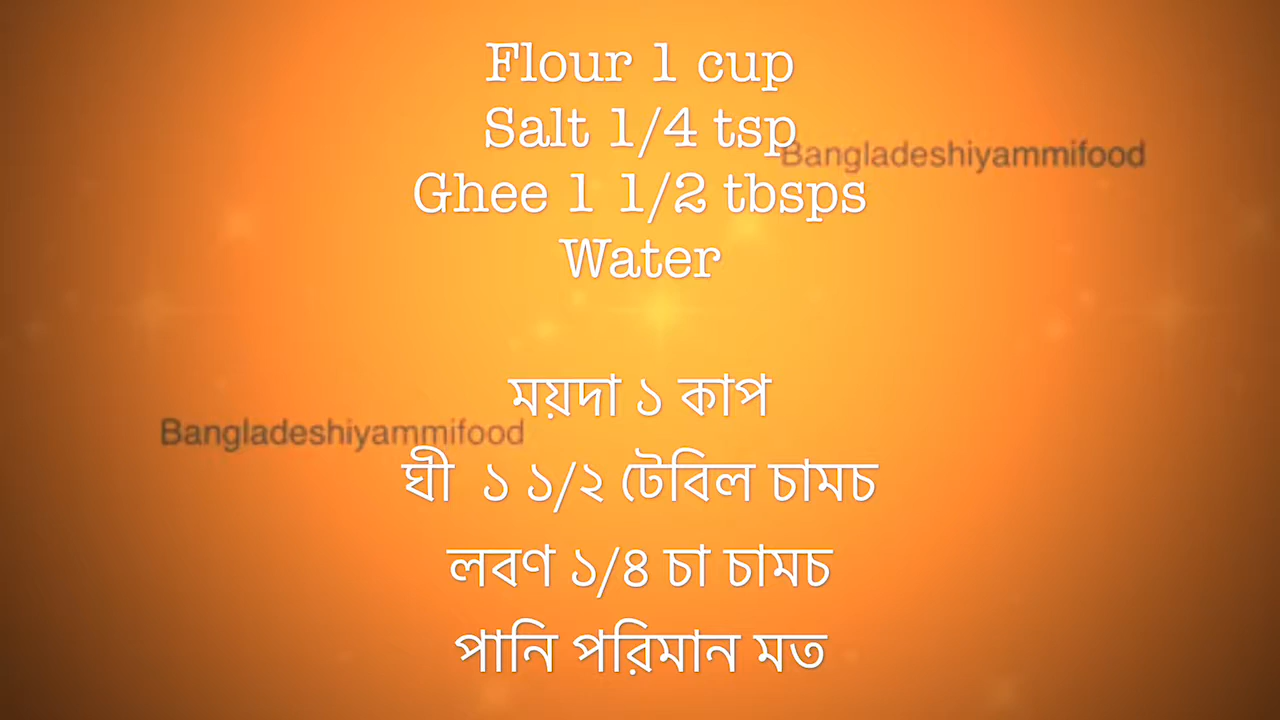 Flour 1 cup
Salt 1/4 tsp
Bangladeshiyammifood
Ghee 1 1/2 tbsps
Water
ময়দা ১ কাপ
Bangladeshiyammifood
ঘী ১ ১/২ টেবিল চামচ
লবণ ১/৪ চা চামচ
পানি পরিমান মত